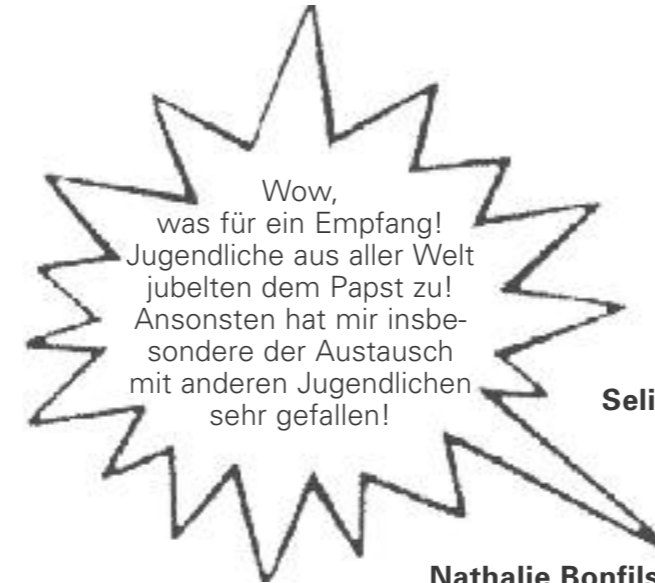 Wow,
was für ein Empfang!
Jugendliche aus aller Welt
jubelten dem Papst zu!
Ansonsten hat mir insbe-
sondere der Austausch
mit anderen Jugendlichen
sehr gefallen!
Seli
Nathalie Bonfils